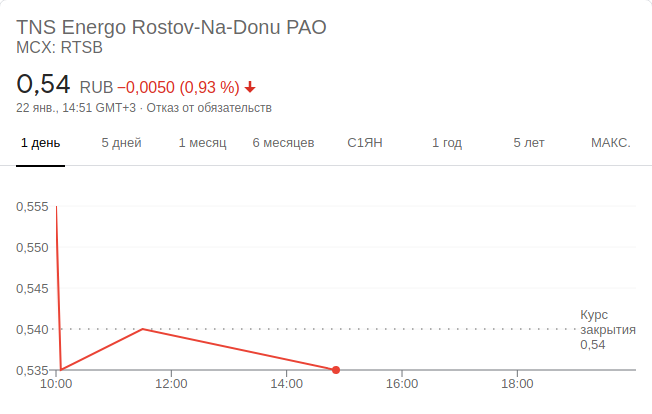 TNS Energo Rostov-Na-Donu PAO
MCX: RTSB
0,54 RUB −0,0050 (0,93 %)
22 янв., 14:51 GMT+3 · Отказ от обязательств
1 день 5 дней 1 месяц 6 месяцев С1ЯН 1 год 5 лет МАКС.
0,555
0,550
0,545
0,540
0,535
Курс
закрытия
0,54
10:00 12:00 14:00 16:00 18:00